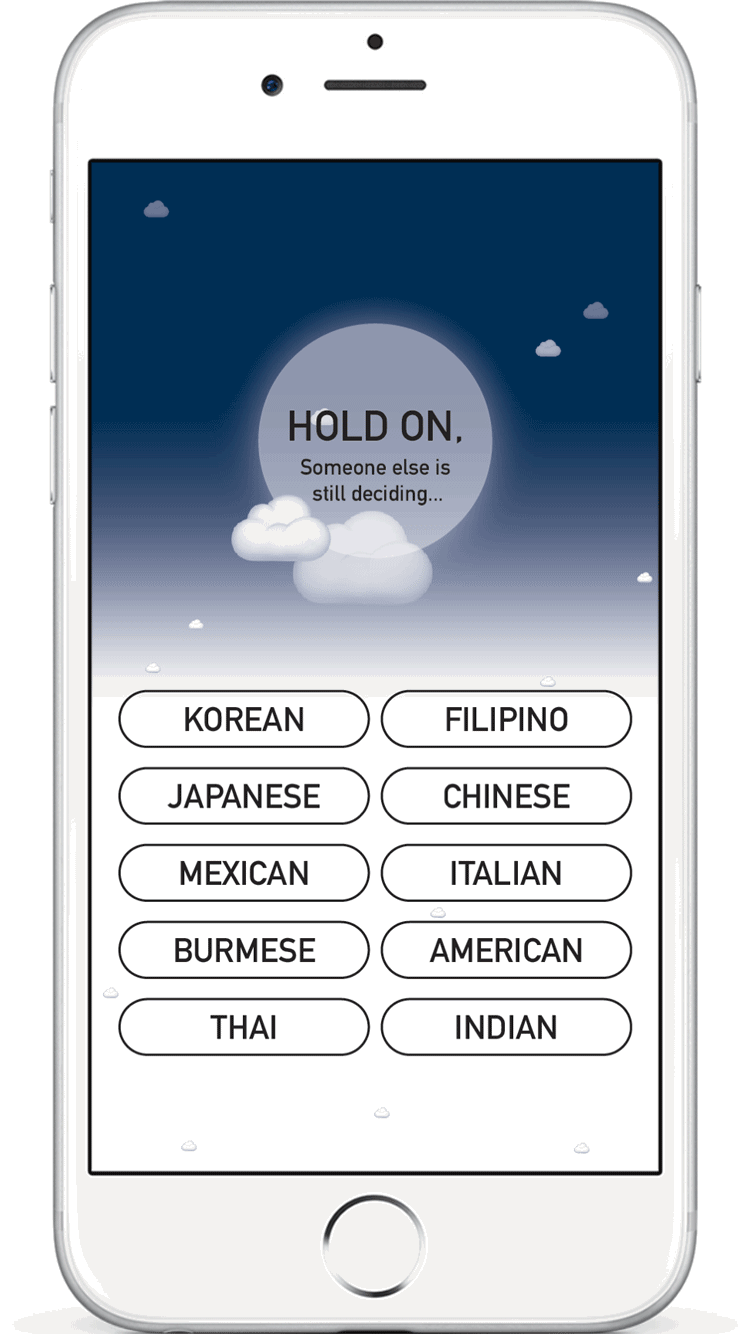 HOLD ON,
Someone else is
still deciding...
KOREAN
FILIPINO
JAPANESE
CHINESE
MEXICAN
ITALIAN
BURMESE
AMERICAN
THAI
INDIAN